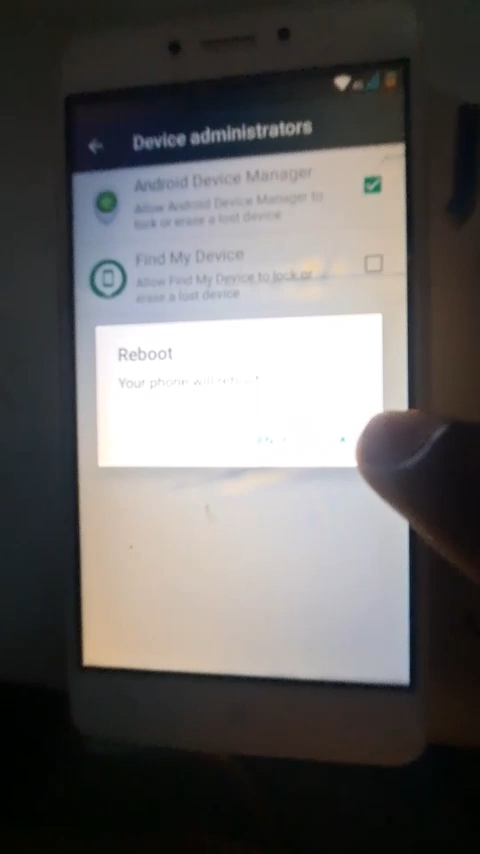 Device administrators
Android Device Manager
Allow Android Device Manager to
lock or erase a lost device
Find My Device
Allow Find My Device to lock or
erase a lost device
Reboot
Your phone will reboot